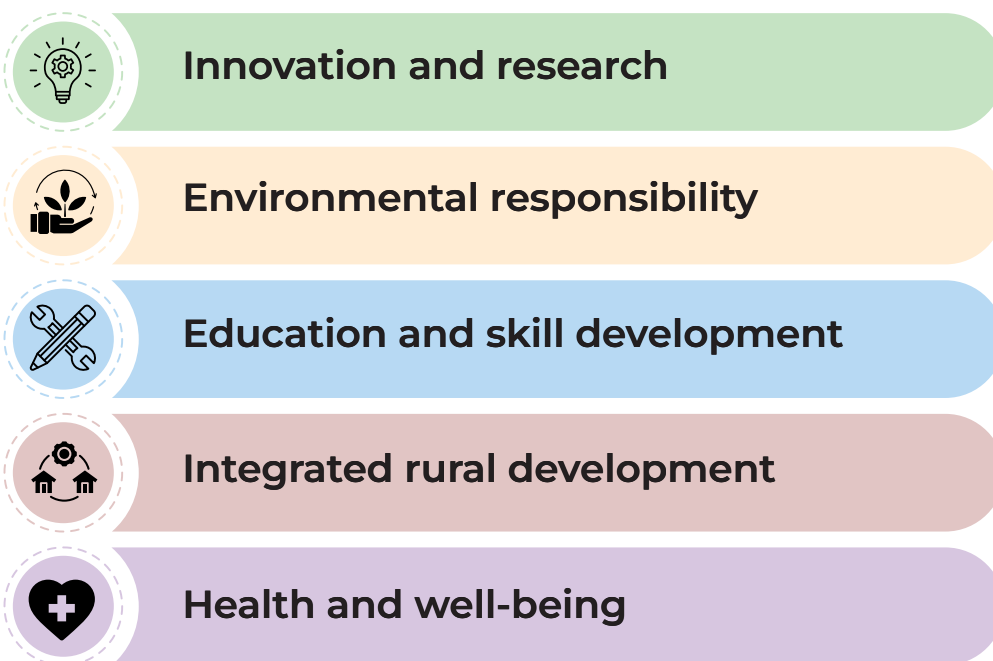 Innovation and research
Environmental responsibility
Education and skill development
Integrated rural development
Health and well-being